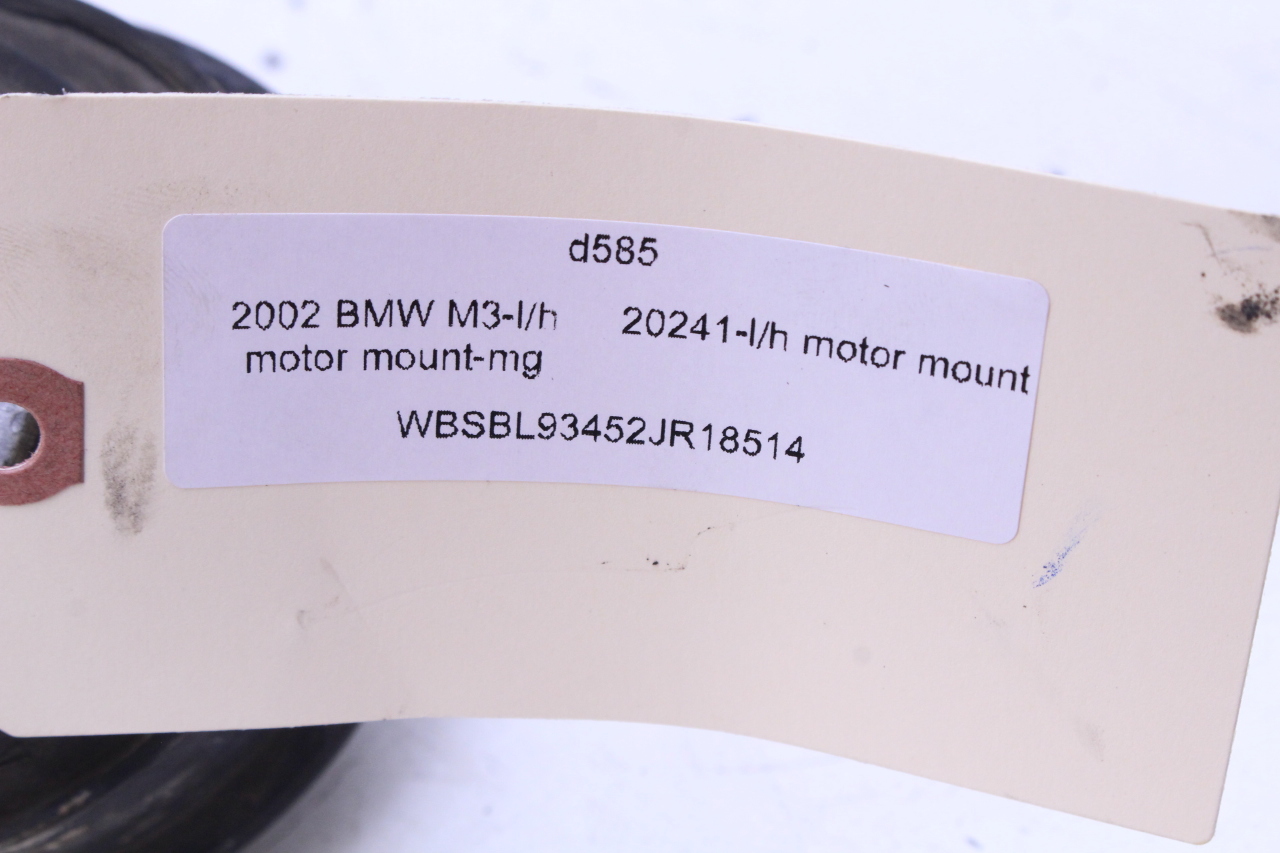 d585
2002 BMW M3-l/h 20241-l/h motor mount
motor mount-mg
WBSBL93452JR18514